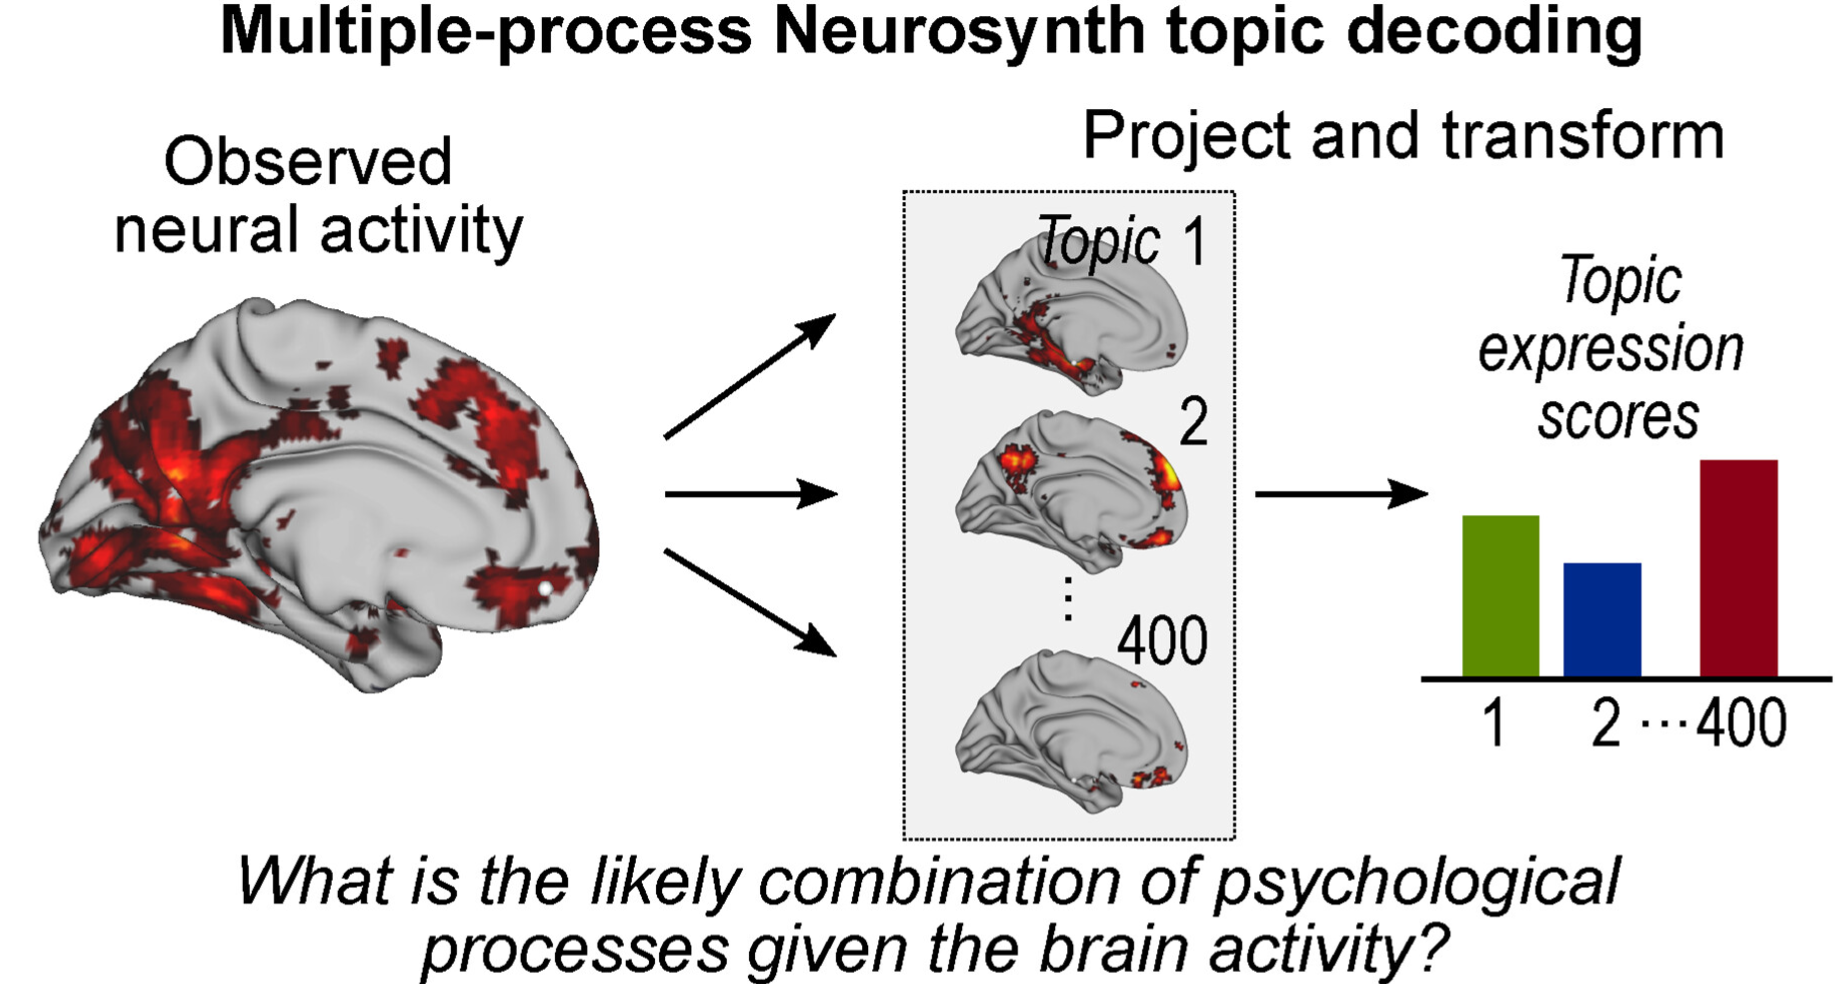 Multiple-process Neurosynth topic decoding
Observed
neural activity
Project and transform
Topic 1
2
⋮
400
Topic
expression
scores
1 2 ⋯ 400
What is the likely combination of psychological
processes given the brain activity?